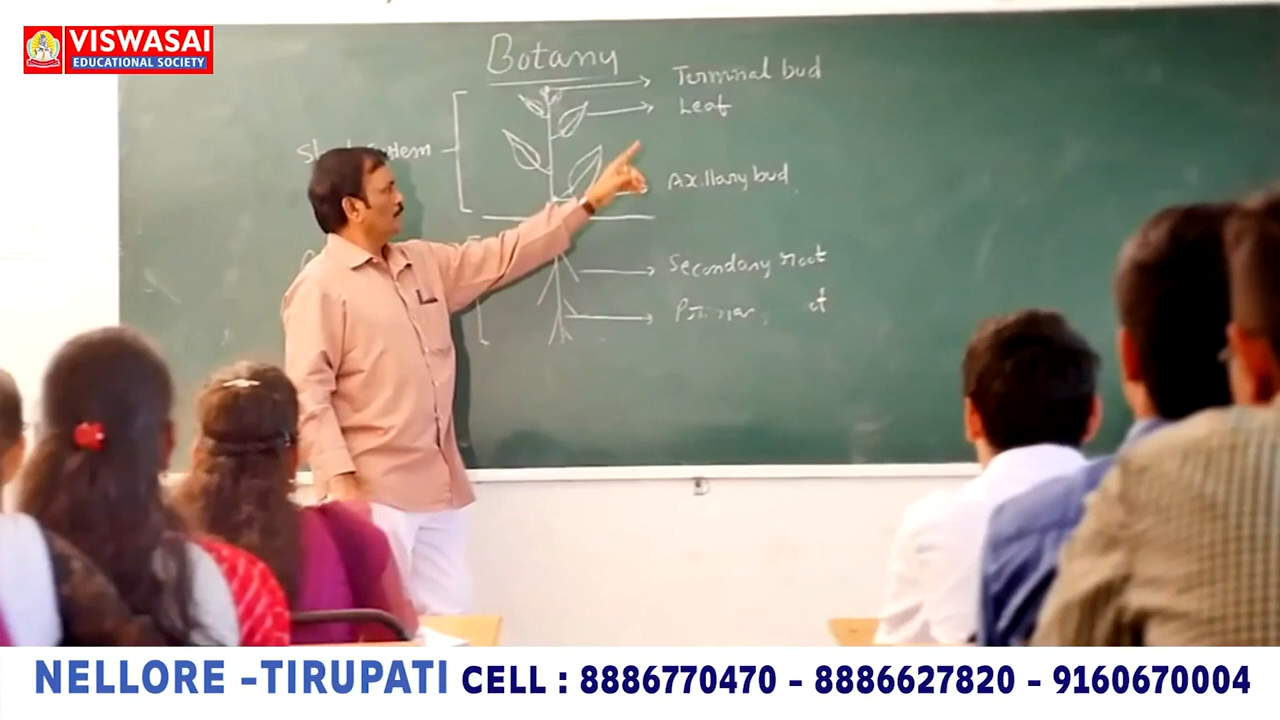 VISWASAI
EDUCATIONAL SOCIETY
Botany
Terminal bud
Leaf
Axillary bud
Secondary root
NELLORE –TIRUPATI CELL : 8886770470 – 8886627820 – 9160670004